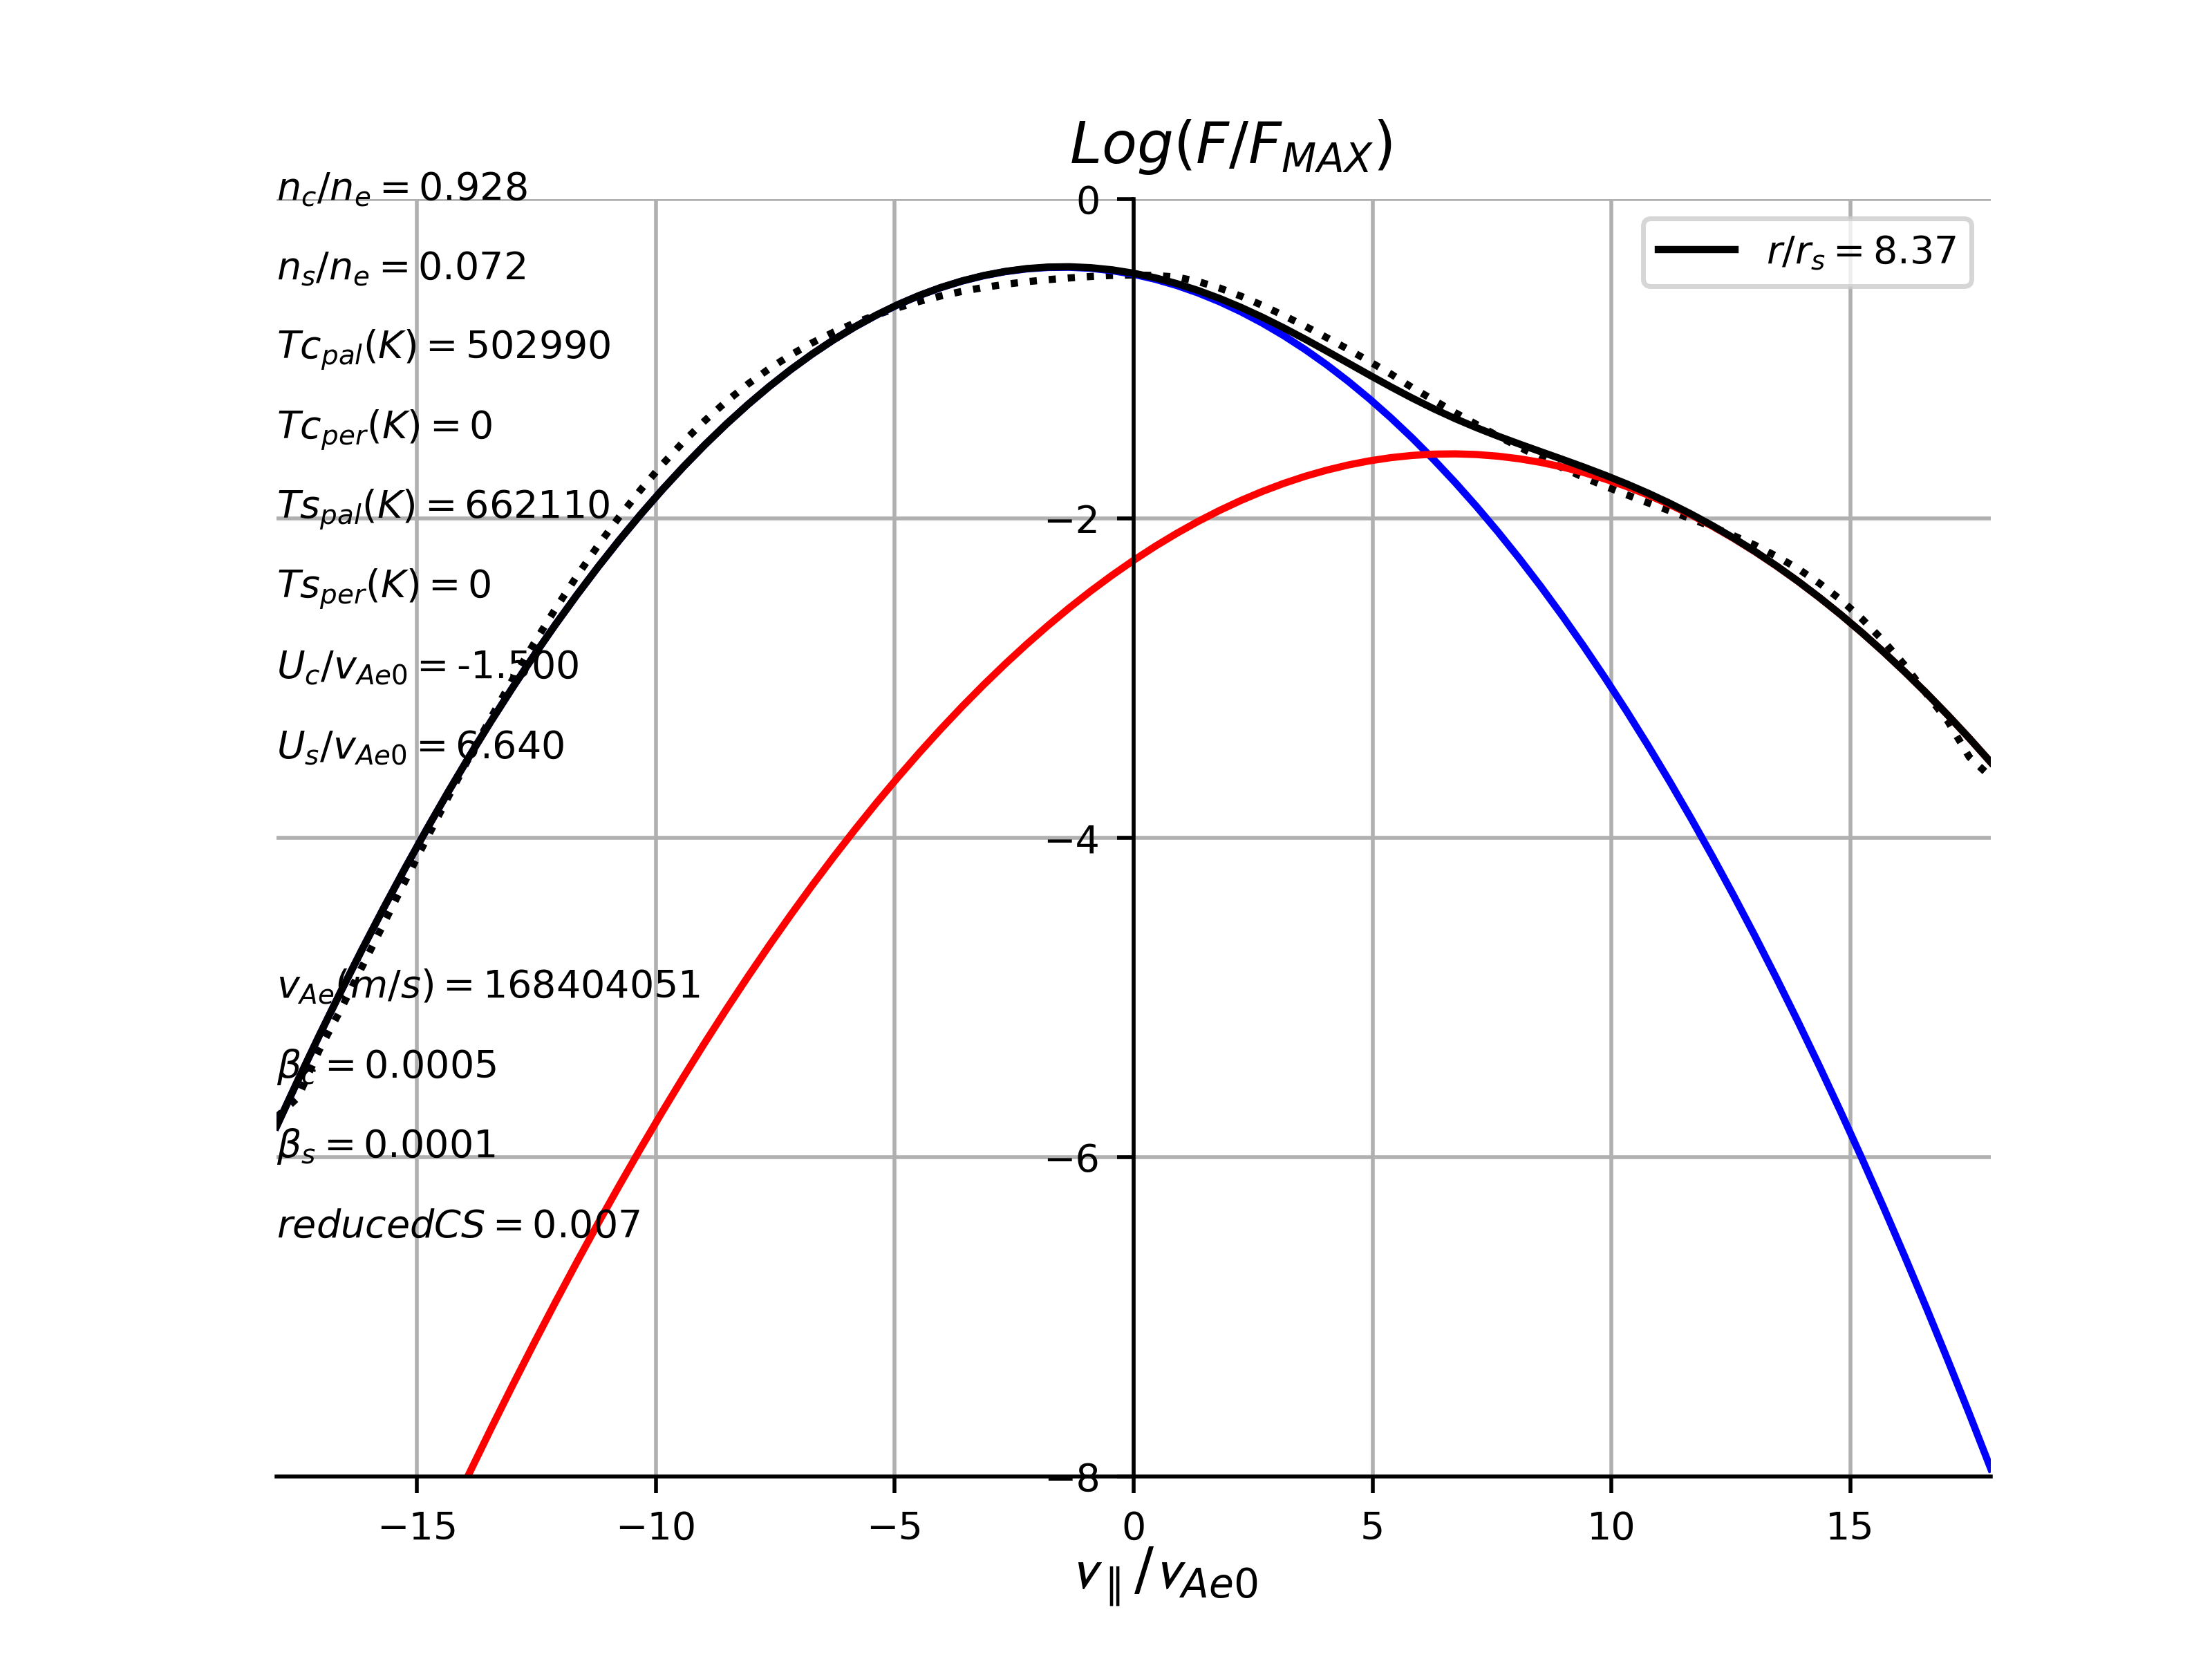 Log(F/F_MAX)
n_c/n_e = 0.928
n_s/n_e = 0.072
Tc_pal(K) = 502990
Tc_per(K) = 0
Ts_pal(K) = 662110
Ts_per(K) = 0
U_c/v_Ae0 = -1.500
U_s/v_Ae0 = 6.640
v_Ae(m/s) = 168404051
β_c = 0.0005
β_s = 0.0001
reducedCS = 0.007
r/r_s = 8.37
0
−2
−4
−6
−8
−15 −10 −5 0 5 10 15
v_∥/v_Ae0